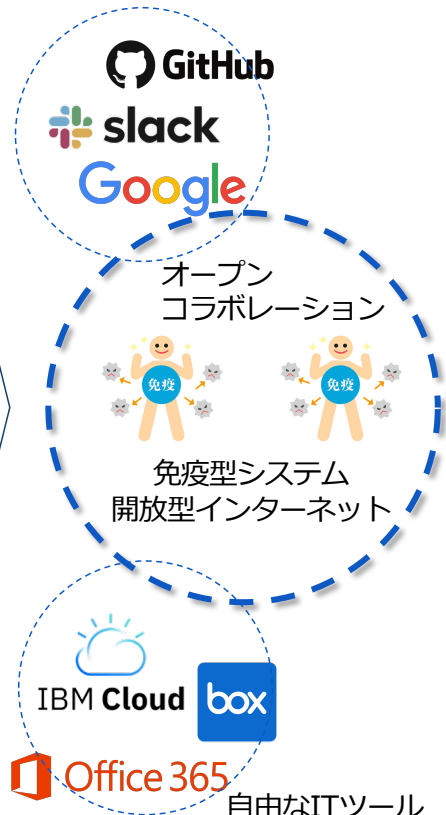 GitHub
slack
Google
オープン
コラボレーション
免疫
免疫
免疫型システム
開放型インターネット
IBM Cloud
box
Office 365
自由なITツール